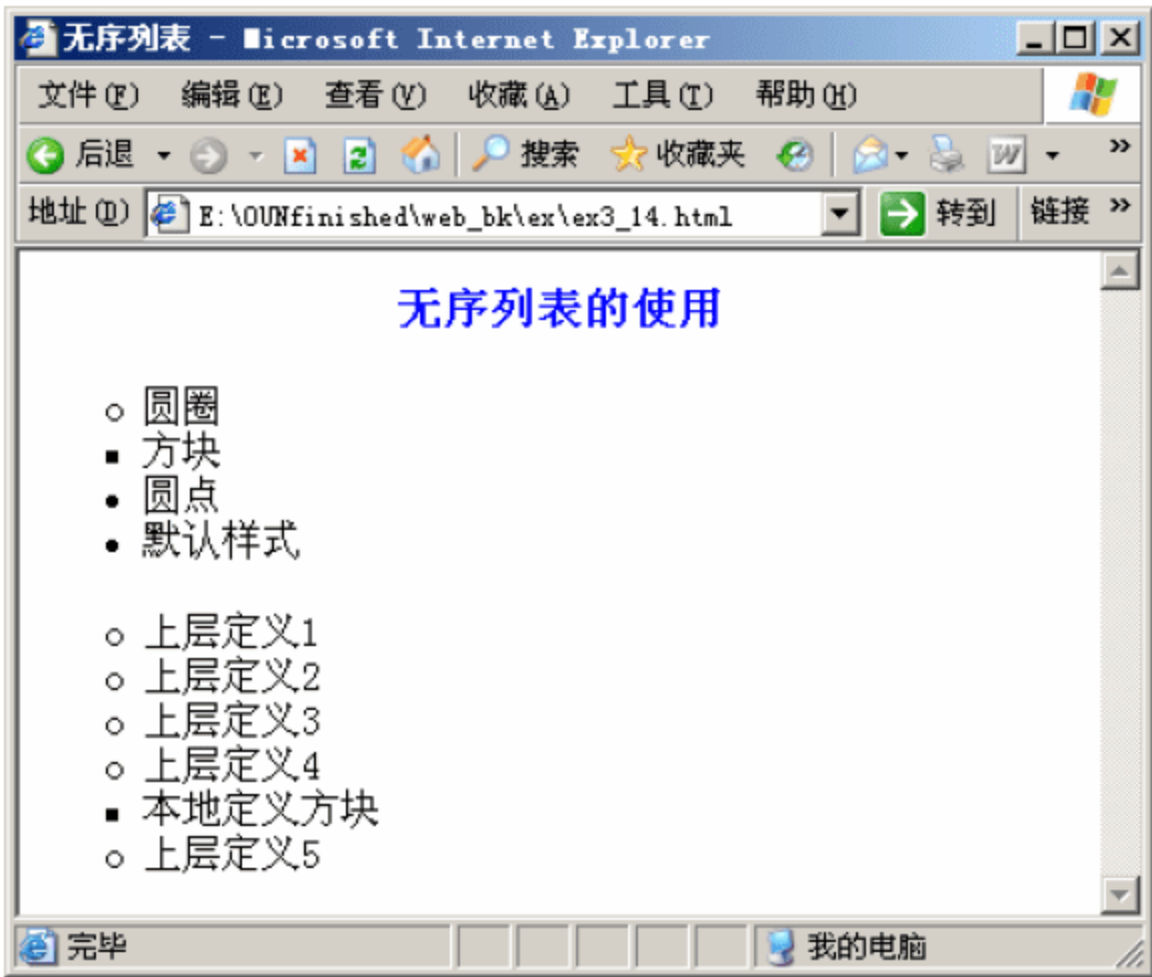 无序列表 - Microsoft Internet Explorer
文件(F) 编辑(E) 查看(V) 收藏(A) 工具(T) 帮助(H)
后退 搜索 收藏夹 W »
地址(D) E:\OUNfinished\web_bk\ex\ex3_14.html 转到 链接 »
无序列表的使用
圆圈
方块
圆点
默认样式
上层定义1
上层定义2
上层定义3
上层定义4
本地定义方块
上层定义5
完毕 我的电脑